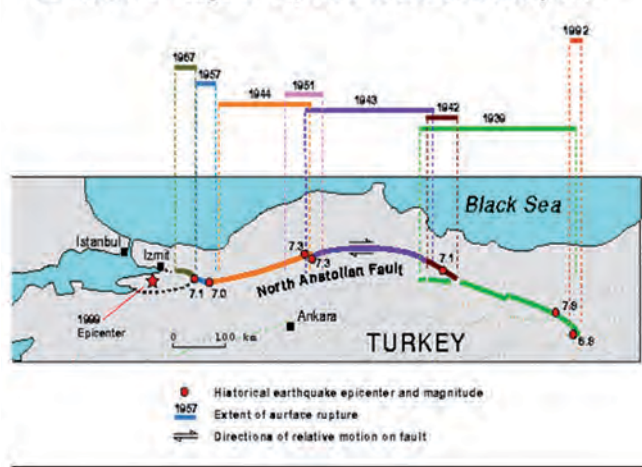 1992
1967
1957
1951
1944
1943
1942
1939
Black Sea
Istanbul
Izmit
7.3
7.3
7.1
North Anatolian Fault
7.1
7.0
1999
Epicenter
Ankara
0 100 km
TURKEY
7.9
6.8
Historical earthquake epicenter and magnitude
1957
Extent of surface rupture
Directions of relative motion on fault